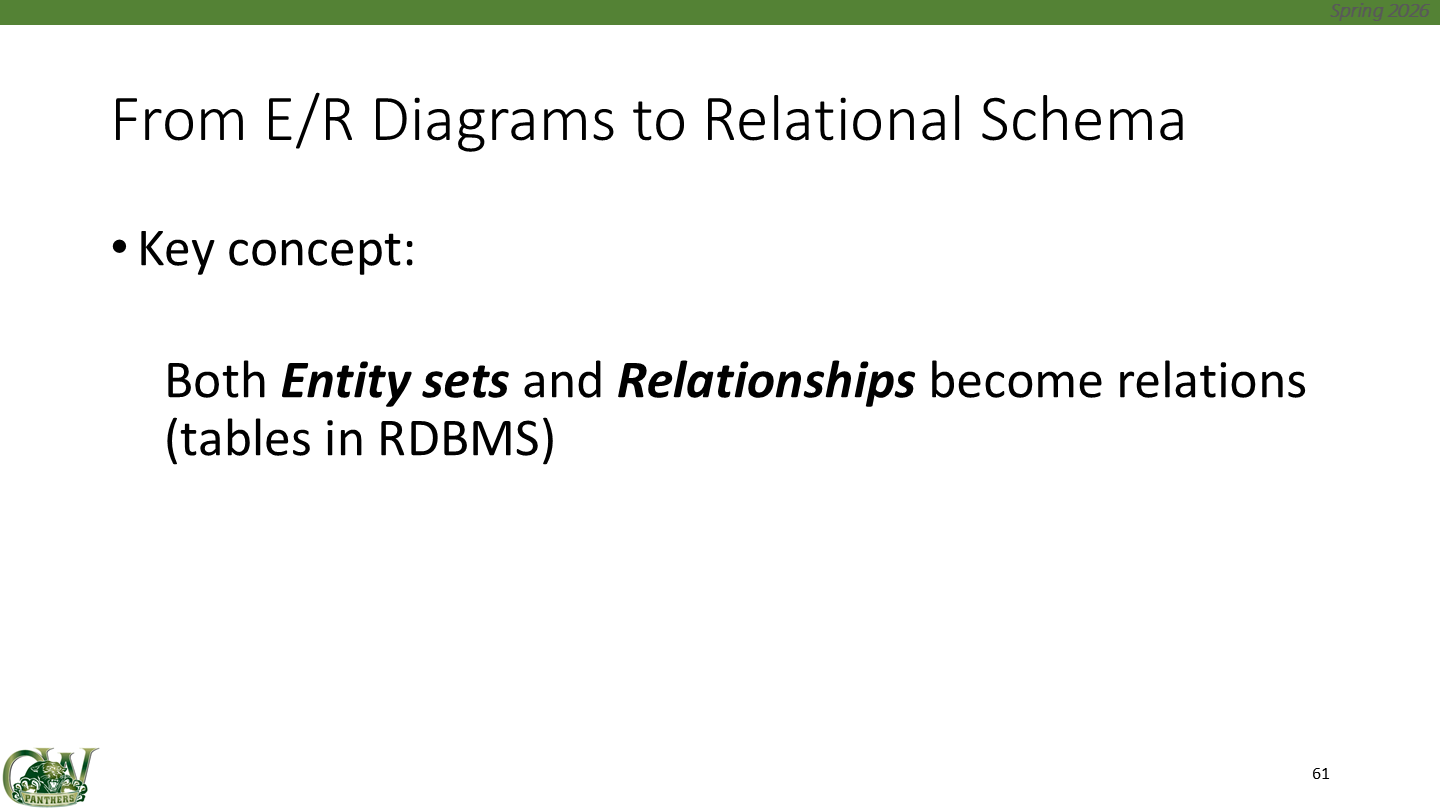 Spring 2026
From E/R Diagrams to Relational Schema
• Key concept:
Both Entity sets and Relationships become relations
(tables in RDBMS)
OW
PANTHERS
61